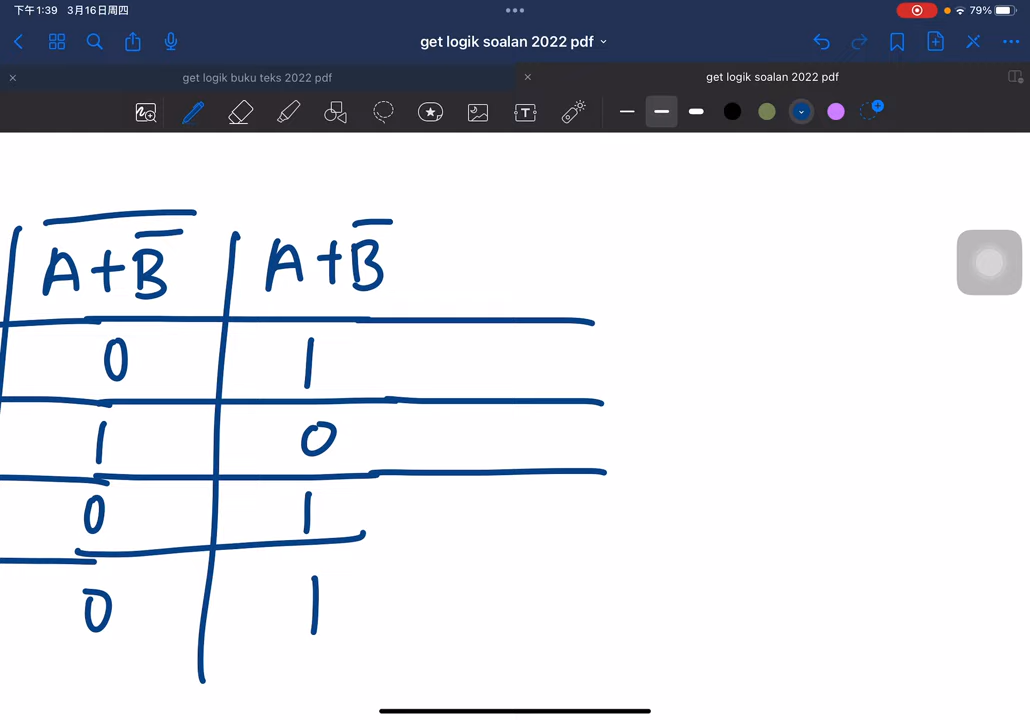 下午1:39 3月16日周四 79%
get logik soalan 2022 pdf
get logik buku teks 2022 pdf get logik soalan 2022 pdf
T
A̅+̅B̅̅ A+B̅
0 1
1 0
0 1
0 1